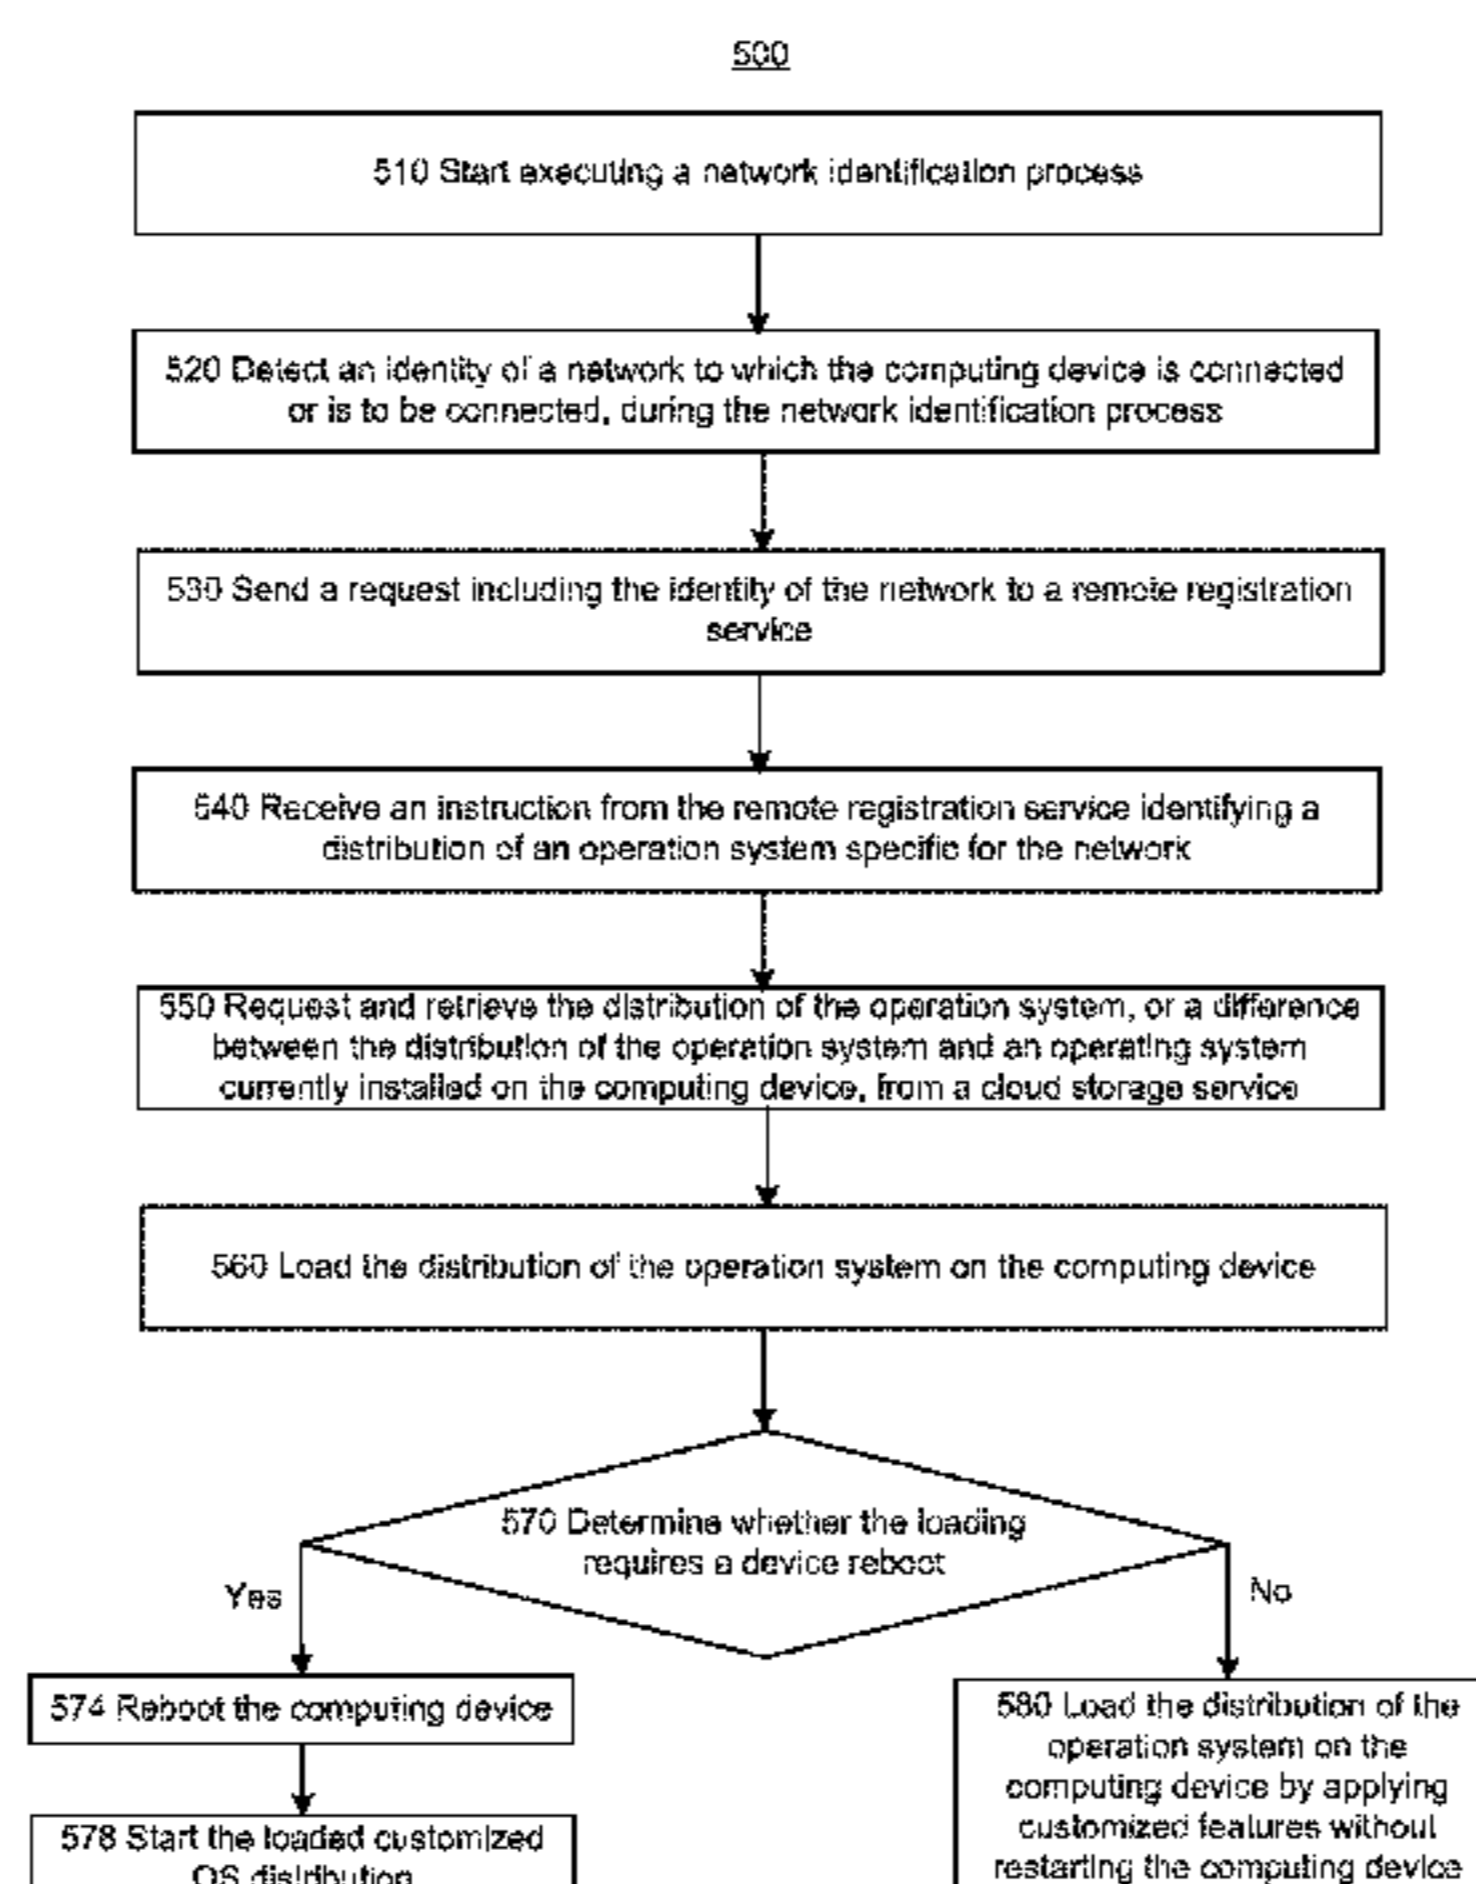 500
510 Start executing a network identification process
520 Detect an identity of a network to which the computing device is connected
or is to be connected, during the network identification process
530 Send a request including the identity of the network to a remote registration
service
540 Receive an instruction from the remote registration service identifying a
distribution of an operation system specific for the network
550 Request and retrieve the distribution of the operation system, or a difference
between the distribution of the operation system and an operating system
currently installed on the computing device, from a cloud storage service
560 Load the distribution of the operation system on the computing device
570 Determine whether the loading
requires a device reboot
Yes
No
574 Reboot the computing device
578 Start the loaded customized
OS distribution
580 Load the distribution of the
operation system on the
computing device by applying
customized features without
restarting the computing device